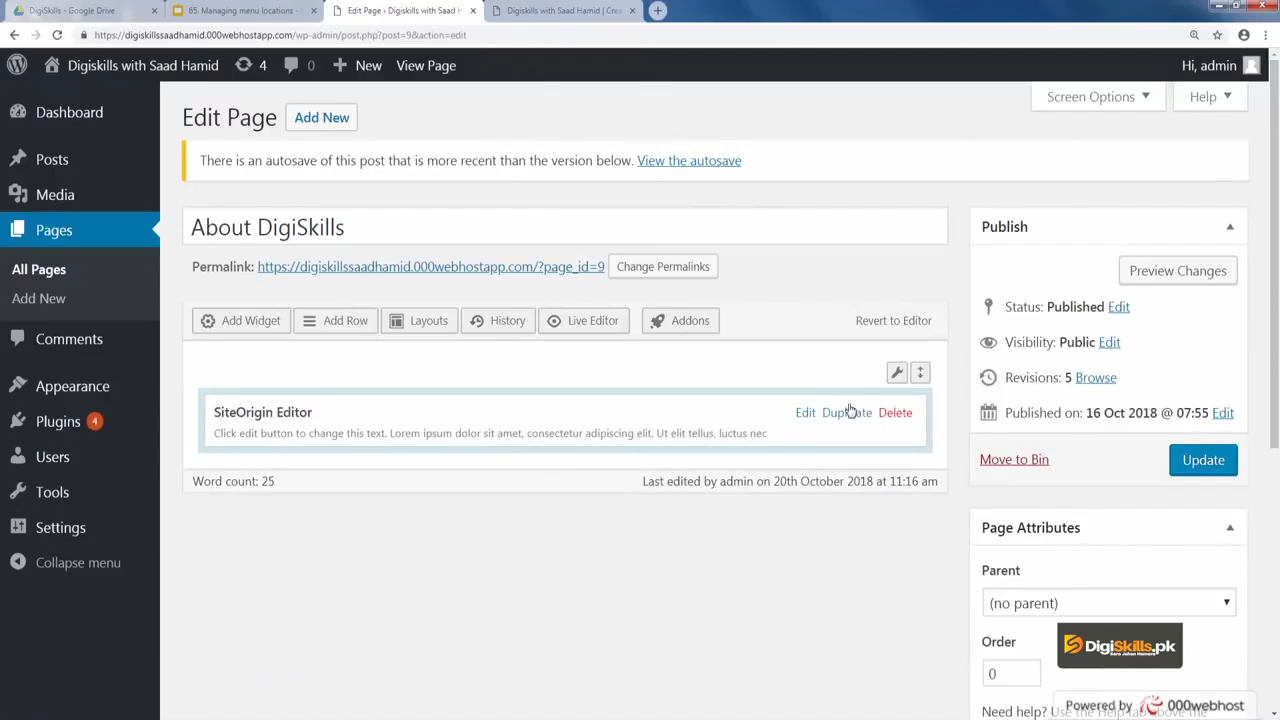 DigiSkills - Google Drive
65. Managing menu locations -
Edit Page ‹ Digiskills with Saad H
Digiskills with Saad Hamid | Crea
https://digiskillssaadhamid.000webhostapp.com/wp-admin/post.php?post=9&action=edit
Digiskills with Saad Hamid 4 0 New View Page Hi, admin
Screen Options Help
Dashboard
Posts
Media
Pages
All Pages
Add New
Comments
Appearance
Plugins 4
Users
Tools
Settings
Collapse menu
Edit Page Add New
There is an autosave of this post that is more recent than the version below. View the autosave
About DigiSkills
Permalink: https://digiskillssaadhamid.000webhostapp.com/?page_id=9 Change Permalinks
Add Widget Add Row Layouts History Live Editor Addons Revert to Editor
SiteOrigin Editor Edit Duplicate Delete
Click edit button to change this text. Lorem ipsum dolor sit amet, consectetur adipiscing elit. Ut elit tellus, luctus nec
Word count: 25 Last edited by admin on 20th October 2018 at 11:16 am
Publish
Preview Changes
Status: Published Edit
Visibility: Public Edit
Revisions: 5 Browse
Published on: 16 Oct 2018 @ 07:55 Edit
Move to Bin Update
Page Attributes
Parent
(no parent)
Order
0
DigiSkills.pk
Need help? Use the Help
Powered by 000webhost